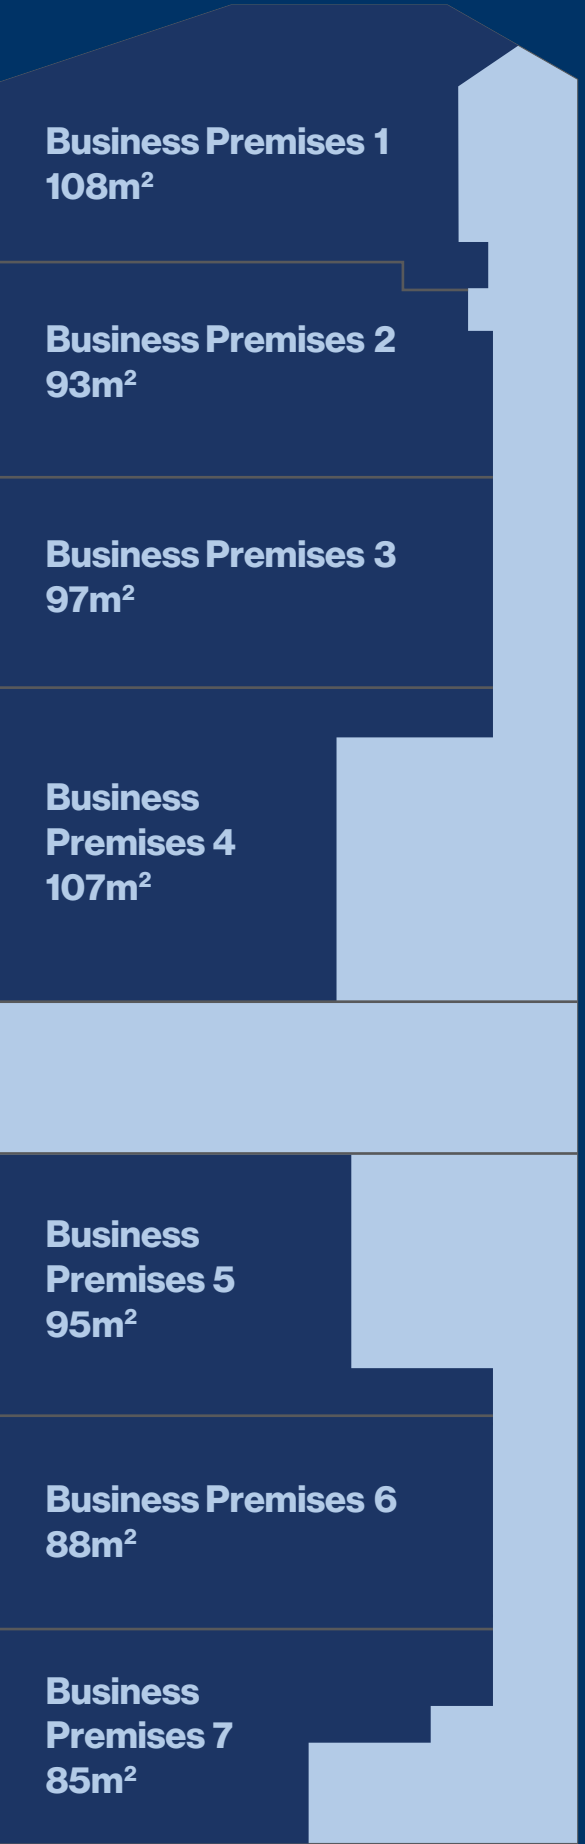 Business Premises 1
108m²
Business Premises 2
93m²
Business Premises 3
97m²
Business
Premises 4
107m²
Business
Premises 5
95m²
Business Premises 6
88m²
Business
Premises 7
85m²